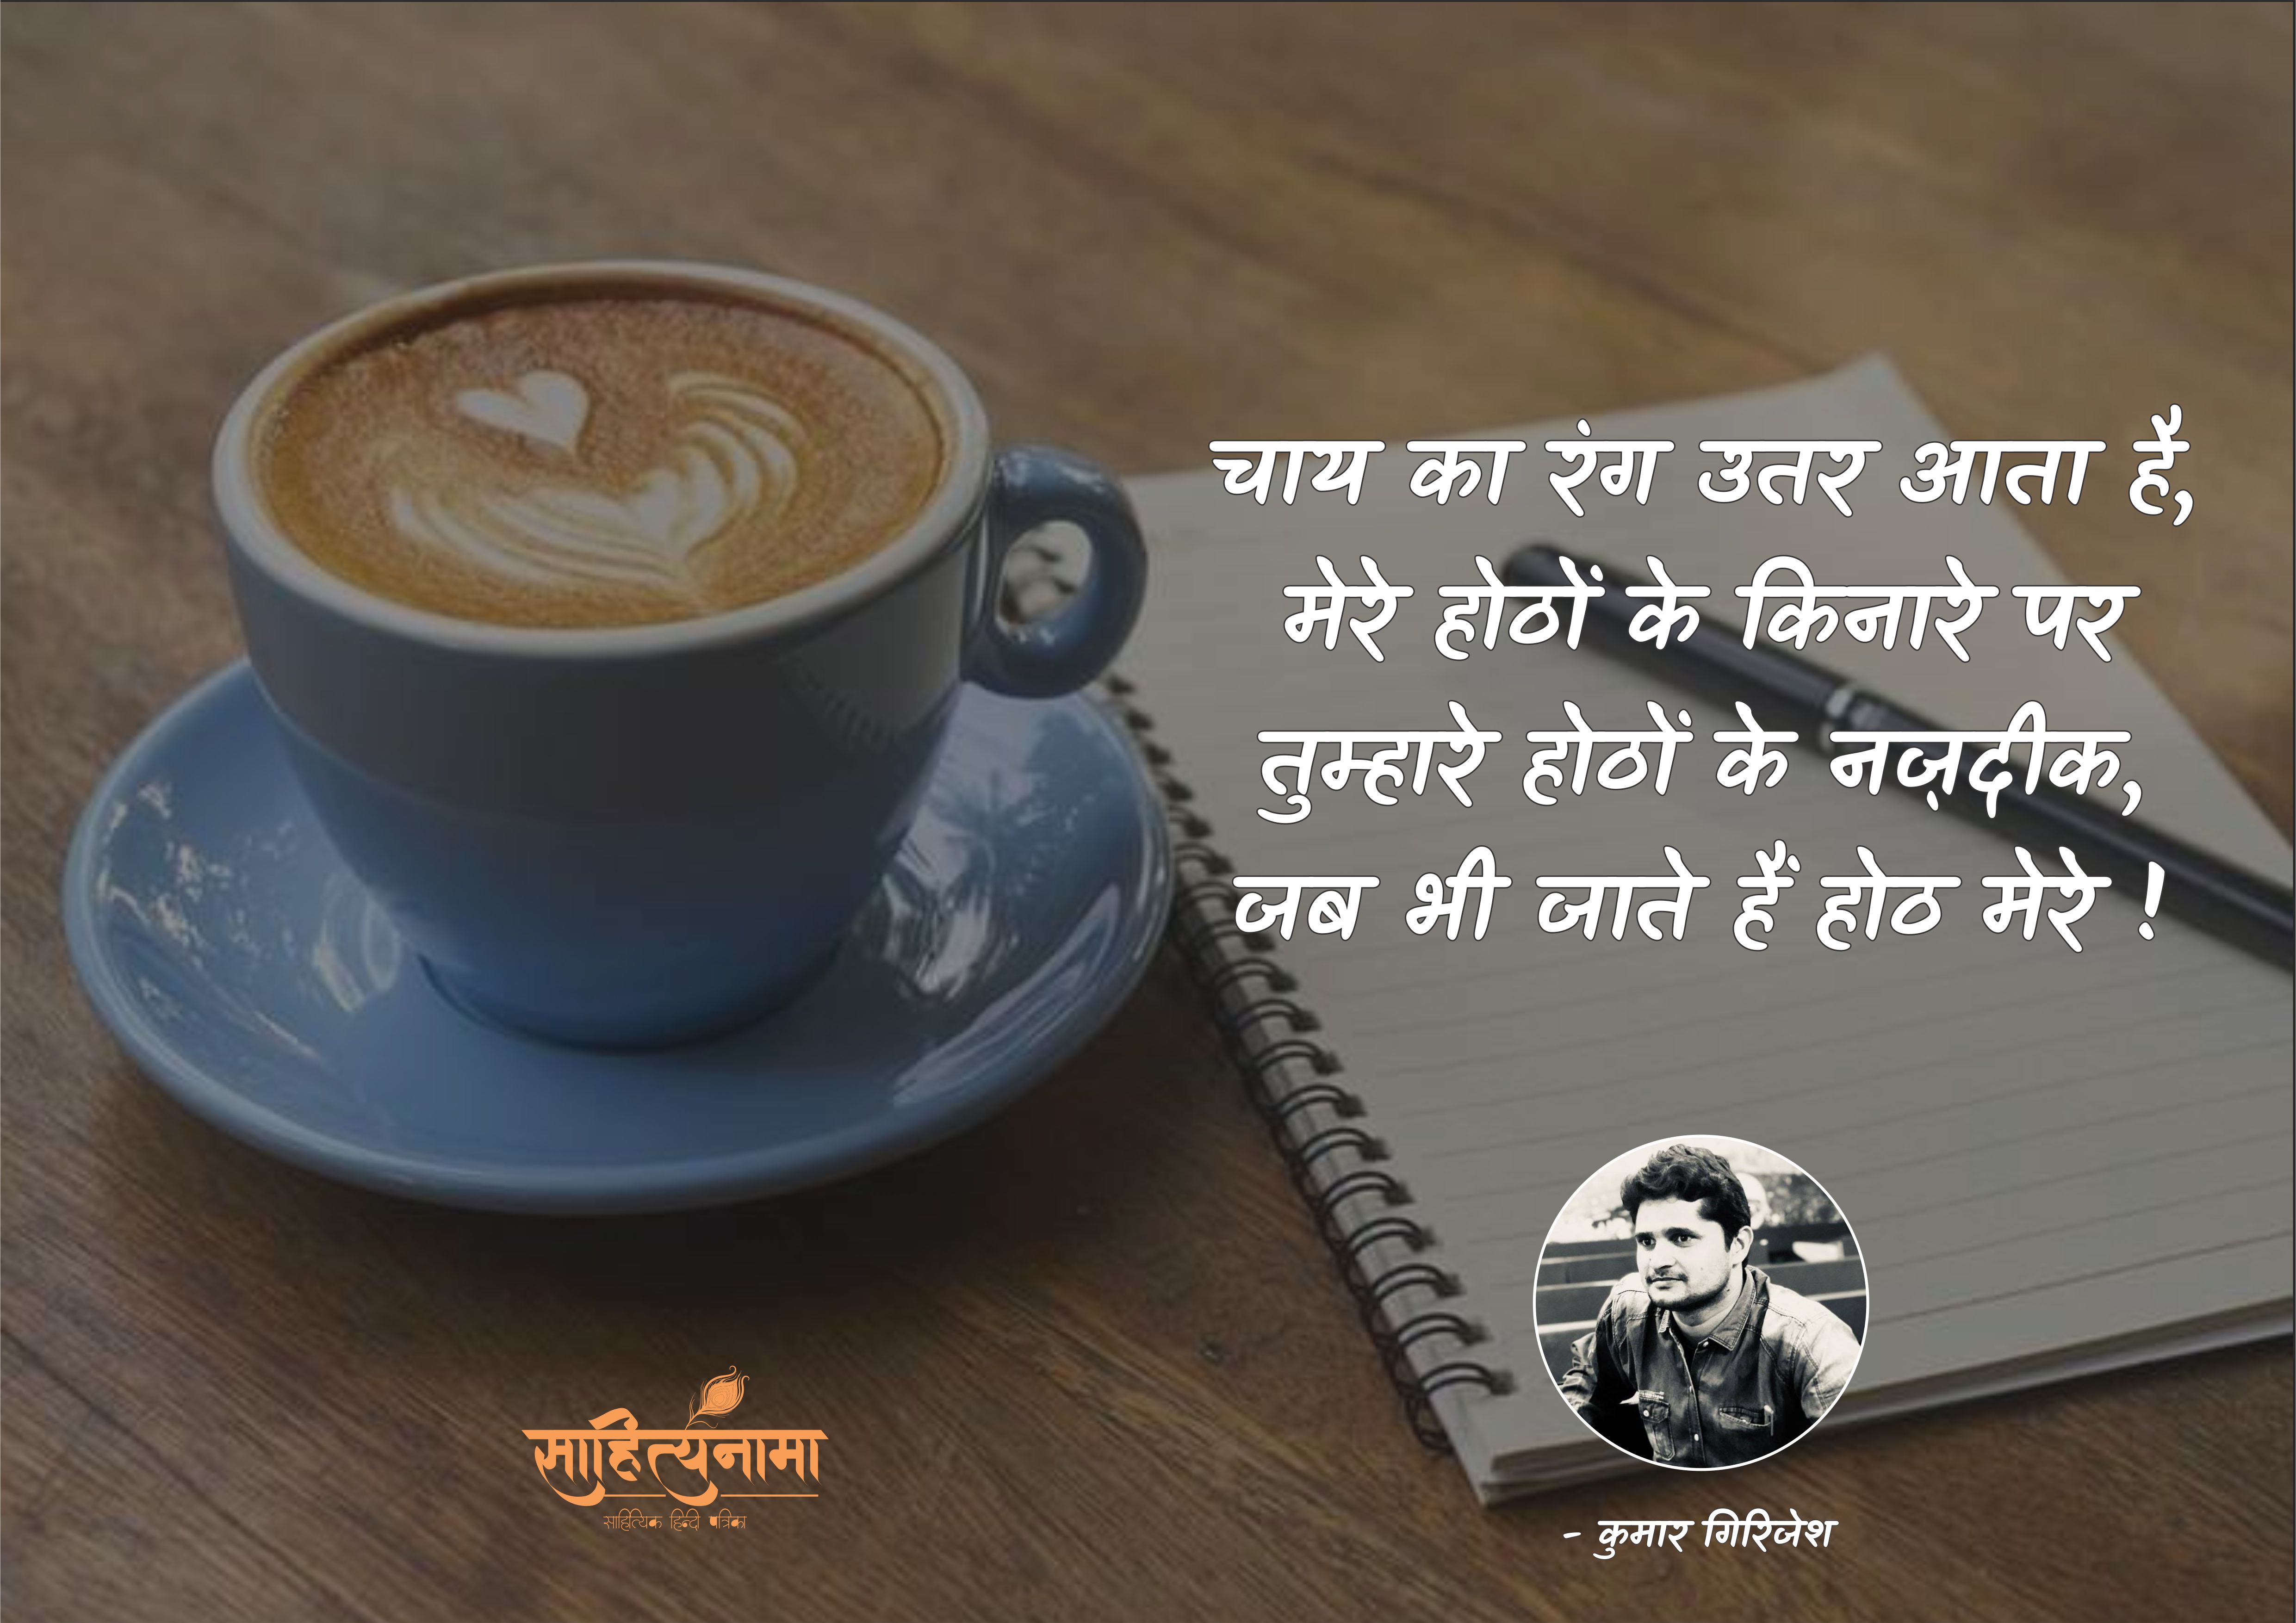 चाय का रंग उतर आता है,
मेरे होठों के किनारे पर
तुम्हारे होठों के नज़दीक,
जब भी जाते हैं होठ मेरे !
- कुमार गिरिजेश
साहित्यनामा
साहित्यिक हिन्दी पत्रिका